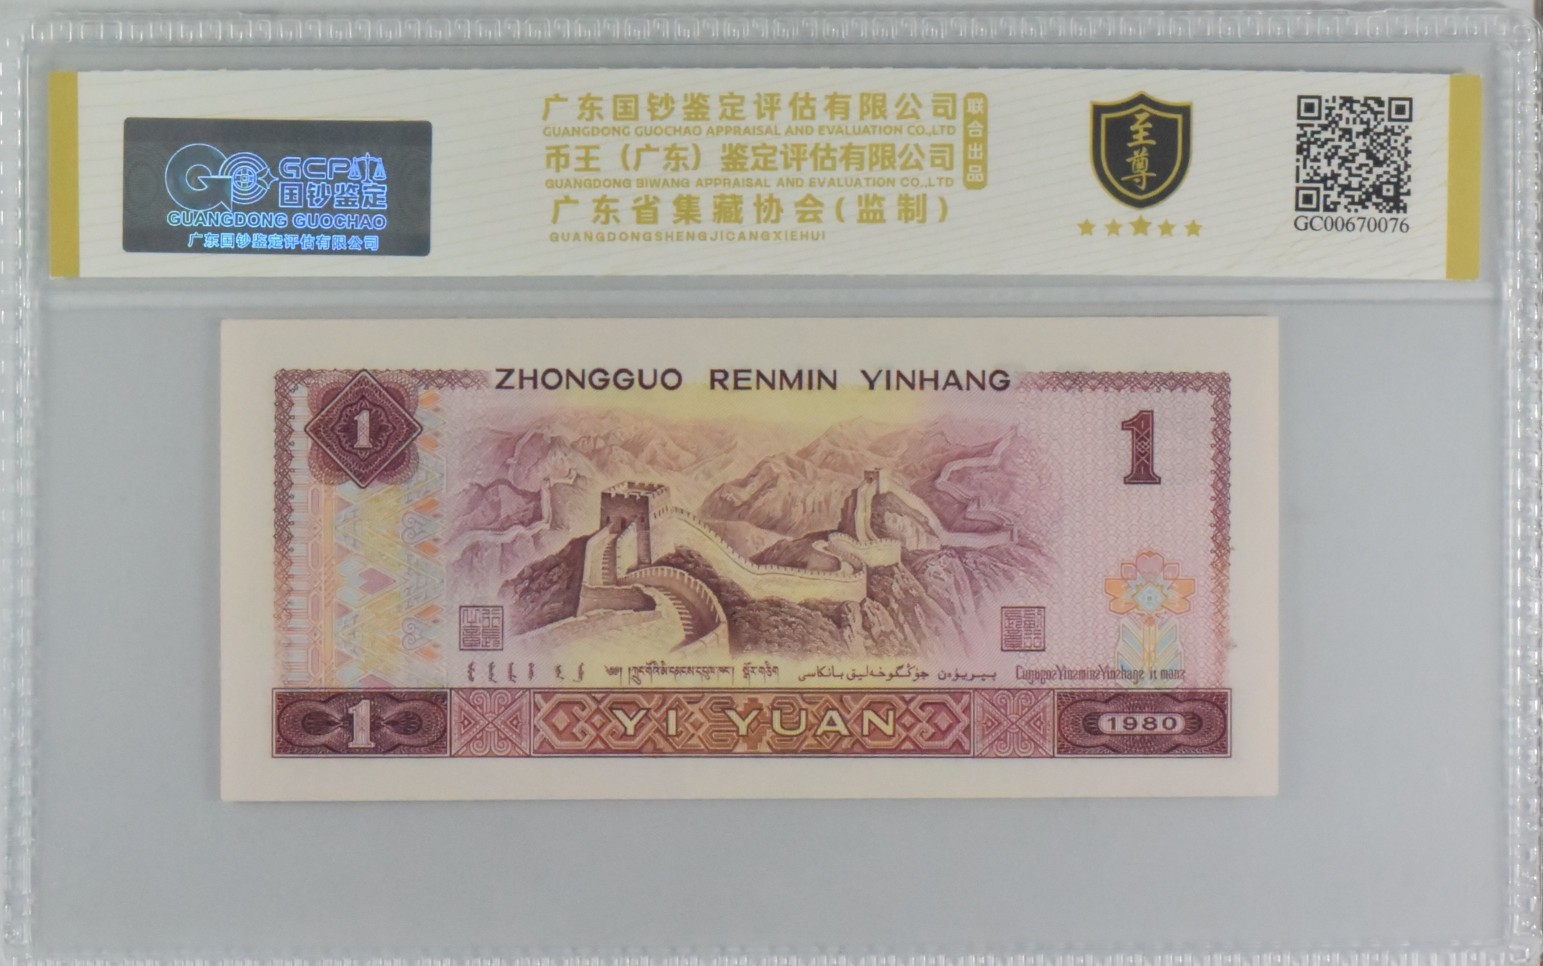 GCP
国钞鉴定
GUANGDONG GUOCHAO
广东国钞鉴定评估有限公司
广东国钞鉴定评估有限公司
GUANGDONG GUOCHAO APPRAISAL AND EVALUATION CO.,LTD
币王（广东）鉴定评估有限公司
GUANGDONG BIWANG APPRAISAL AND EVALUATION CO.,LTD
联合出品
广东省集藏协会(监制)
GUANGDONGSHENGJICANGXIEHUI
至尊
GC00670076
ZHONGGUO RENMIN YINHANG
1
1
1
YI YUAN
1980